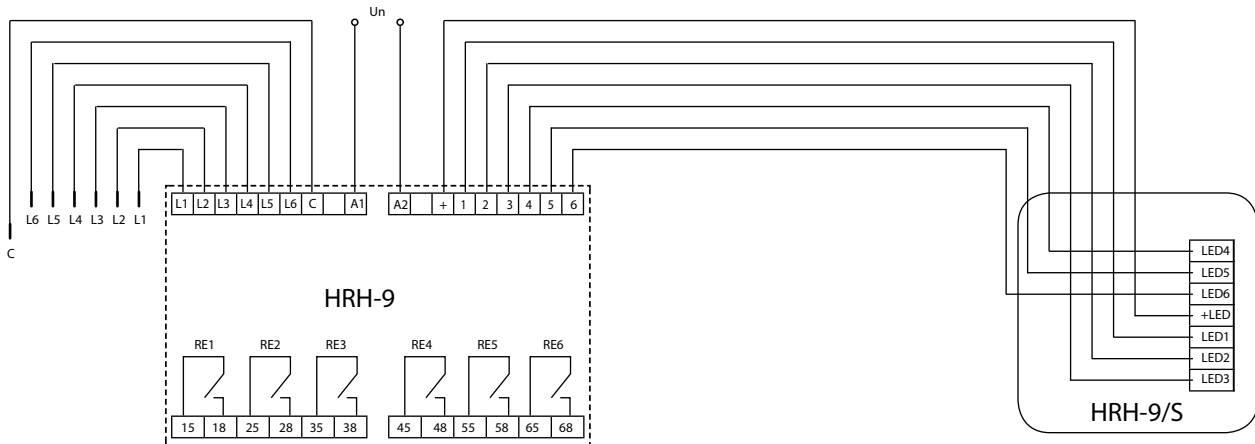 Un
L6 L5 L4 L3 L2 L1
C
L1 L2 L3 L4 L5 L6 C A1
A2 + 1 2 3 4 5 6
HRH-9
RE1 RE2 RE3 RE4 RE5 RE6
15 18 25 28 35 38
45 48 55 58 65 68
LED4
LED5
LED6
+LED
LED1
LED2
LED3
HRH-9/S